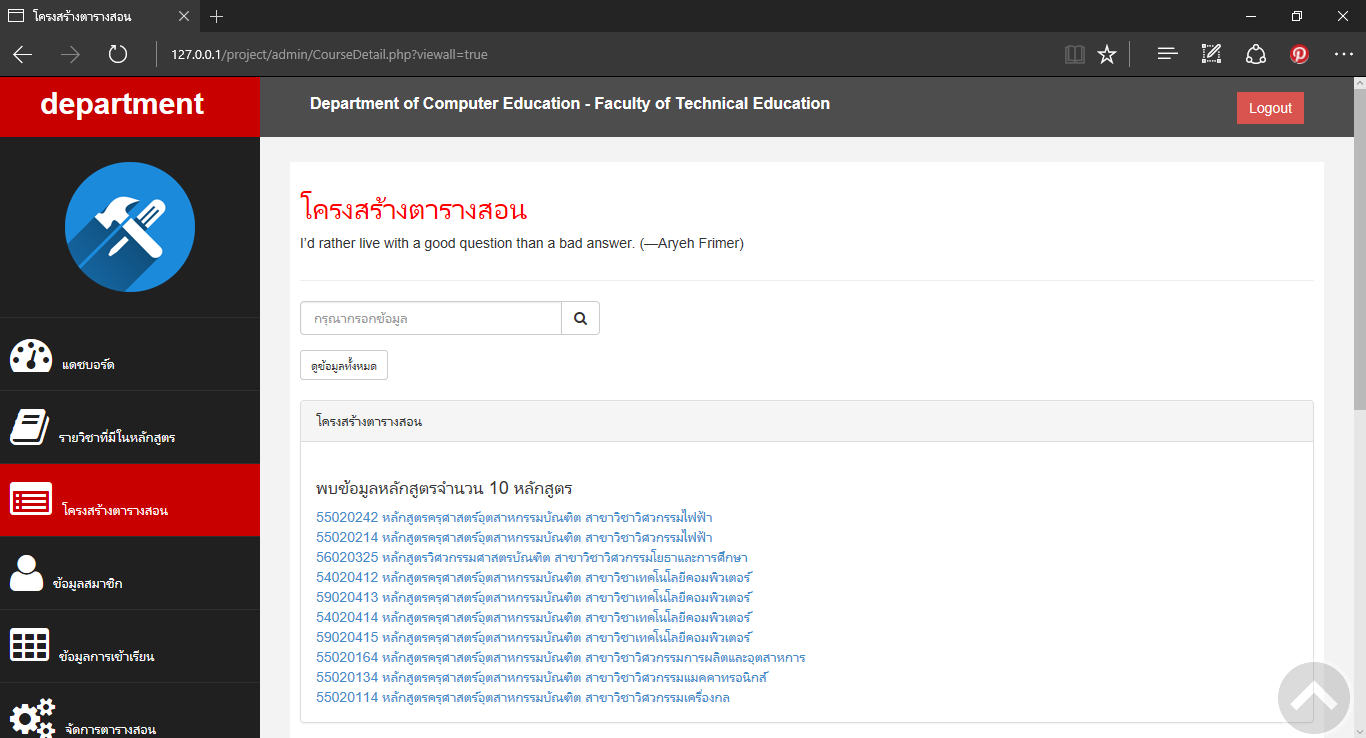 โครงสร้างตารางสอน
127.0.0.1/project/admin/CourseDetail.php?viewall=true
department
Department of Computer Education - Faculty of Technical Education
Logout
แดชบอร์ด
รายวิชาที่มีในหลักสูตร
โครงสร้างตารางสอน
ข้อมูลสมาชิก
ข้อมูลการเข้าเรียน
จัดการตารางสอน
โครงสร้างตารางสอน
I'd rather live with a good question than a bad answer. (—Aryeh Frimer)
กรุณากรอกข้อมูล
ดูข้อมูลทั้งหมด
โครงสร้างตารางสอน
พบข้อมูลหลักสูตรจำนวน 10 หลักสูตร
55020242 หลักสูตรครุศาสตร์อุตสาหกรรมบัณฑิต สาขาวิชาวิศวกรรมไฟฟ้า
55020214 หลักสูตรครุศาสตร์อุตสาหกรรมบัณฑิต สาขาวิชาวิศวกรรมไฟฟ้า
56020325 หลักสูตรวิศวกรรมศาสตรบัณฑิต สาขาวิชาวิศวกรรมโยธาและการศึกษา
54020412 หลักสูตรครุศาสตร์อุตสาหกรรมบัณฑิต สาขาวิชาเทคโนโลยีคอมพิวเตอร์
59020413 หลักสูตรครุศาสตร์อุตสาหกรรมบัณฑิต สาขาวิชาเทคโนโลยีคอมพิวเตอร์
54020414 หลักสูตรครุศาสตร์อุตสาหกรรมบัณฑิต สาขาวิชาเทคโนโลยีคอมพิวเตอร์
59020415 หลักสูตรครุศาสตร์อุตสาหกรรมบัณฑิต สาขาวิชาเทคโนโลยีคอมพิวเตอร์
55020164 หลักสูตรครุศาสตร์อุตสาหกรรมบัณฑิต สาขาวิชาวิศวกรรมการผลิตและอุตสาหการ
55020134 หลักสูตรครุศาสตร์อุตสาหกรรมบัณฑิต สาขาวิชาวิศวกรรมแมคคาทรอนิกส์
55020114 หลักสูตรครุศาสตร์อุตสาหกรรมบัณฑิต สาขาวิชาวิศวกรรมเครื่องกล